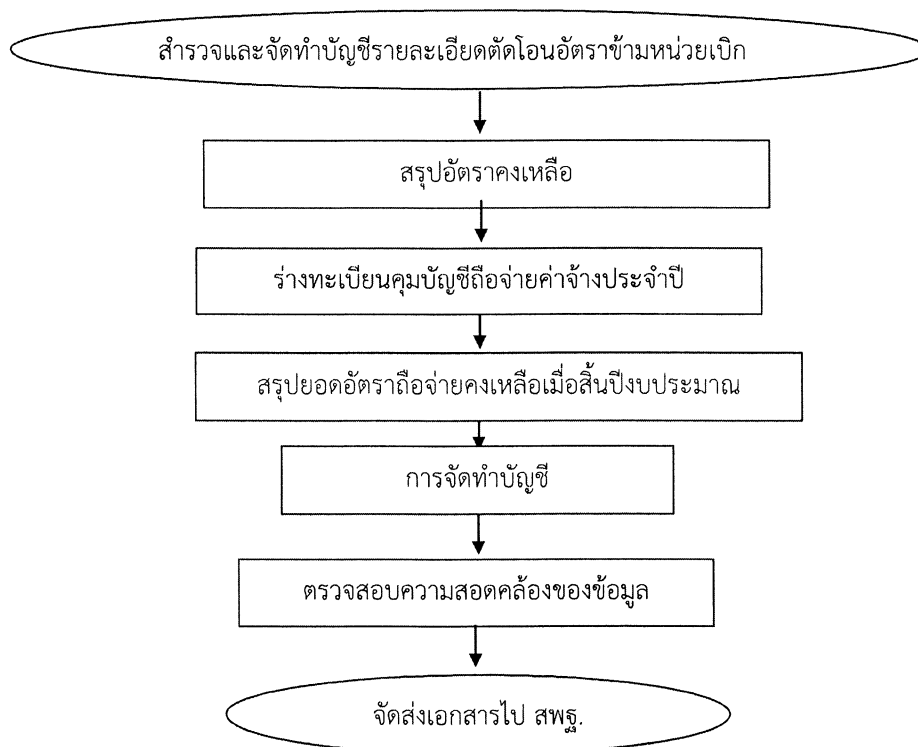 สำรวจและจัดทำบัญชีรายละเอียดตัดโอนอัตราข้ามหน่วยเบิก
สรุปอัตราคงเหลือ
ร่างทะเบียนคุมบัญชีถือจ่ายค่าจ้างประจำปี
สรุปยอดอัตราถือจ่ายคงเหลือเมื่อสิ้นปีงบประมาณ
การจัดทำบัญชี
ตรวจสอบความสอดคล้องของข้อมูล
จัดส่งเอกสารไป สพฐ.